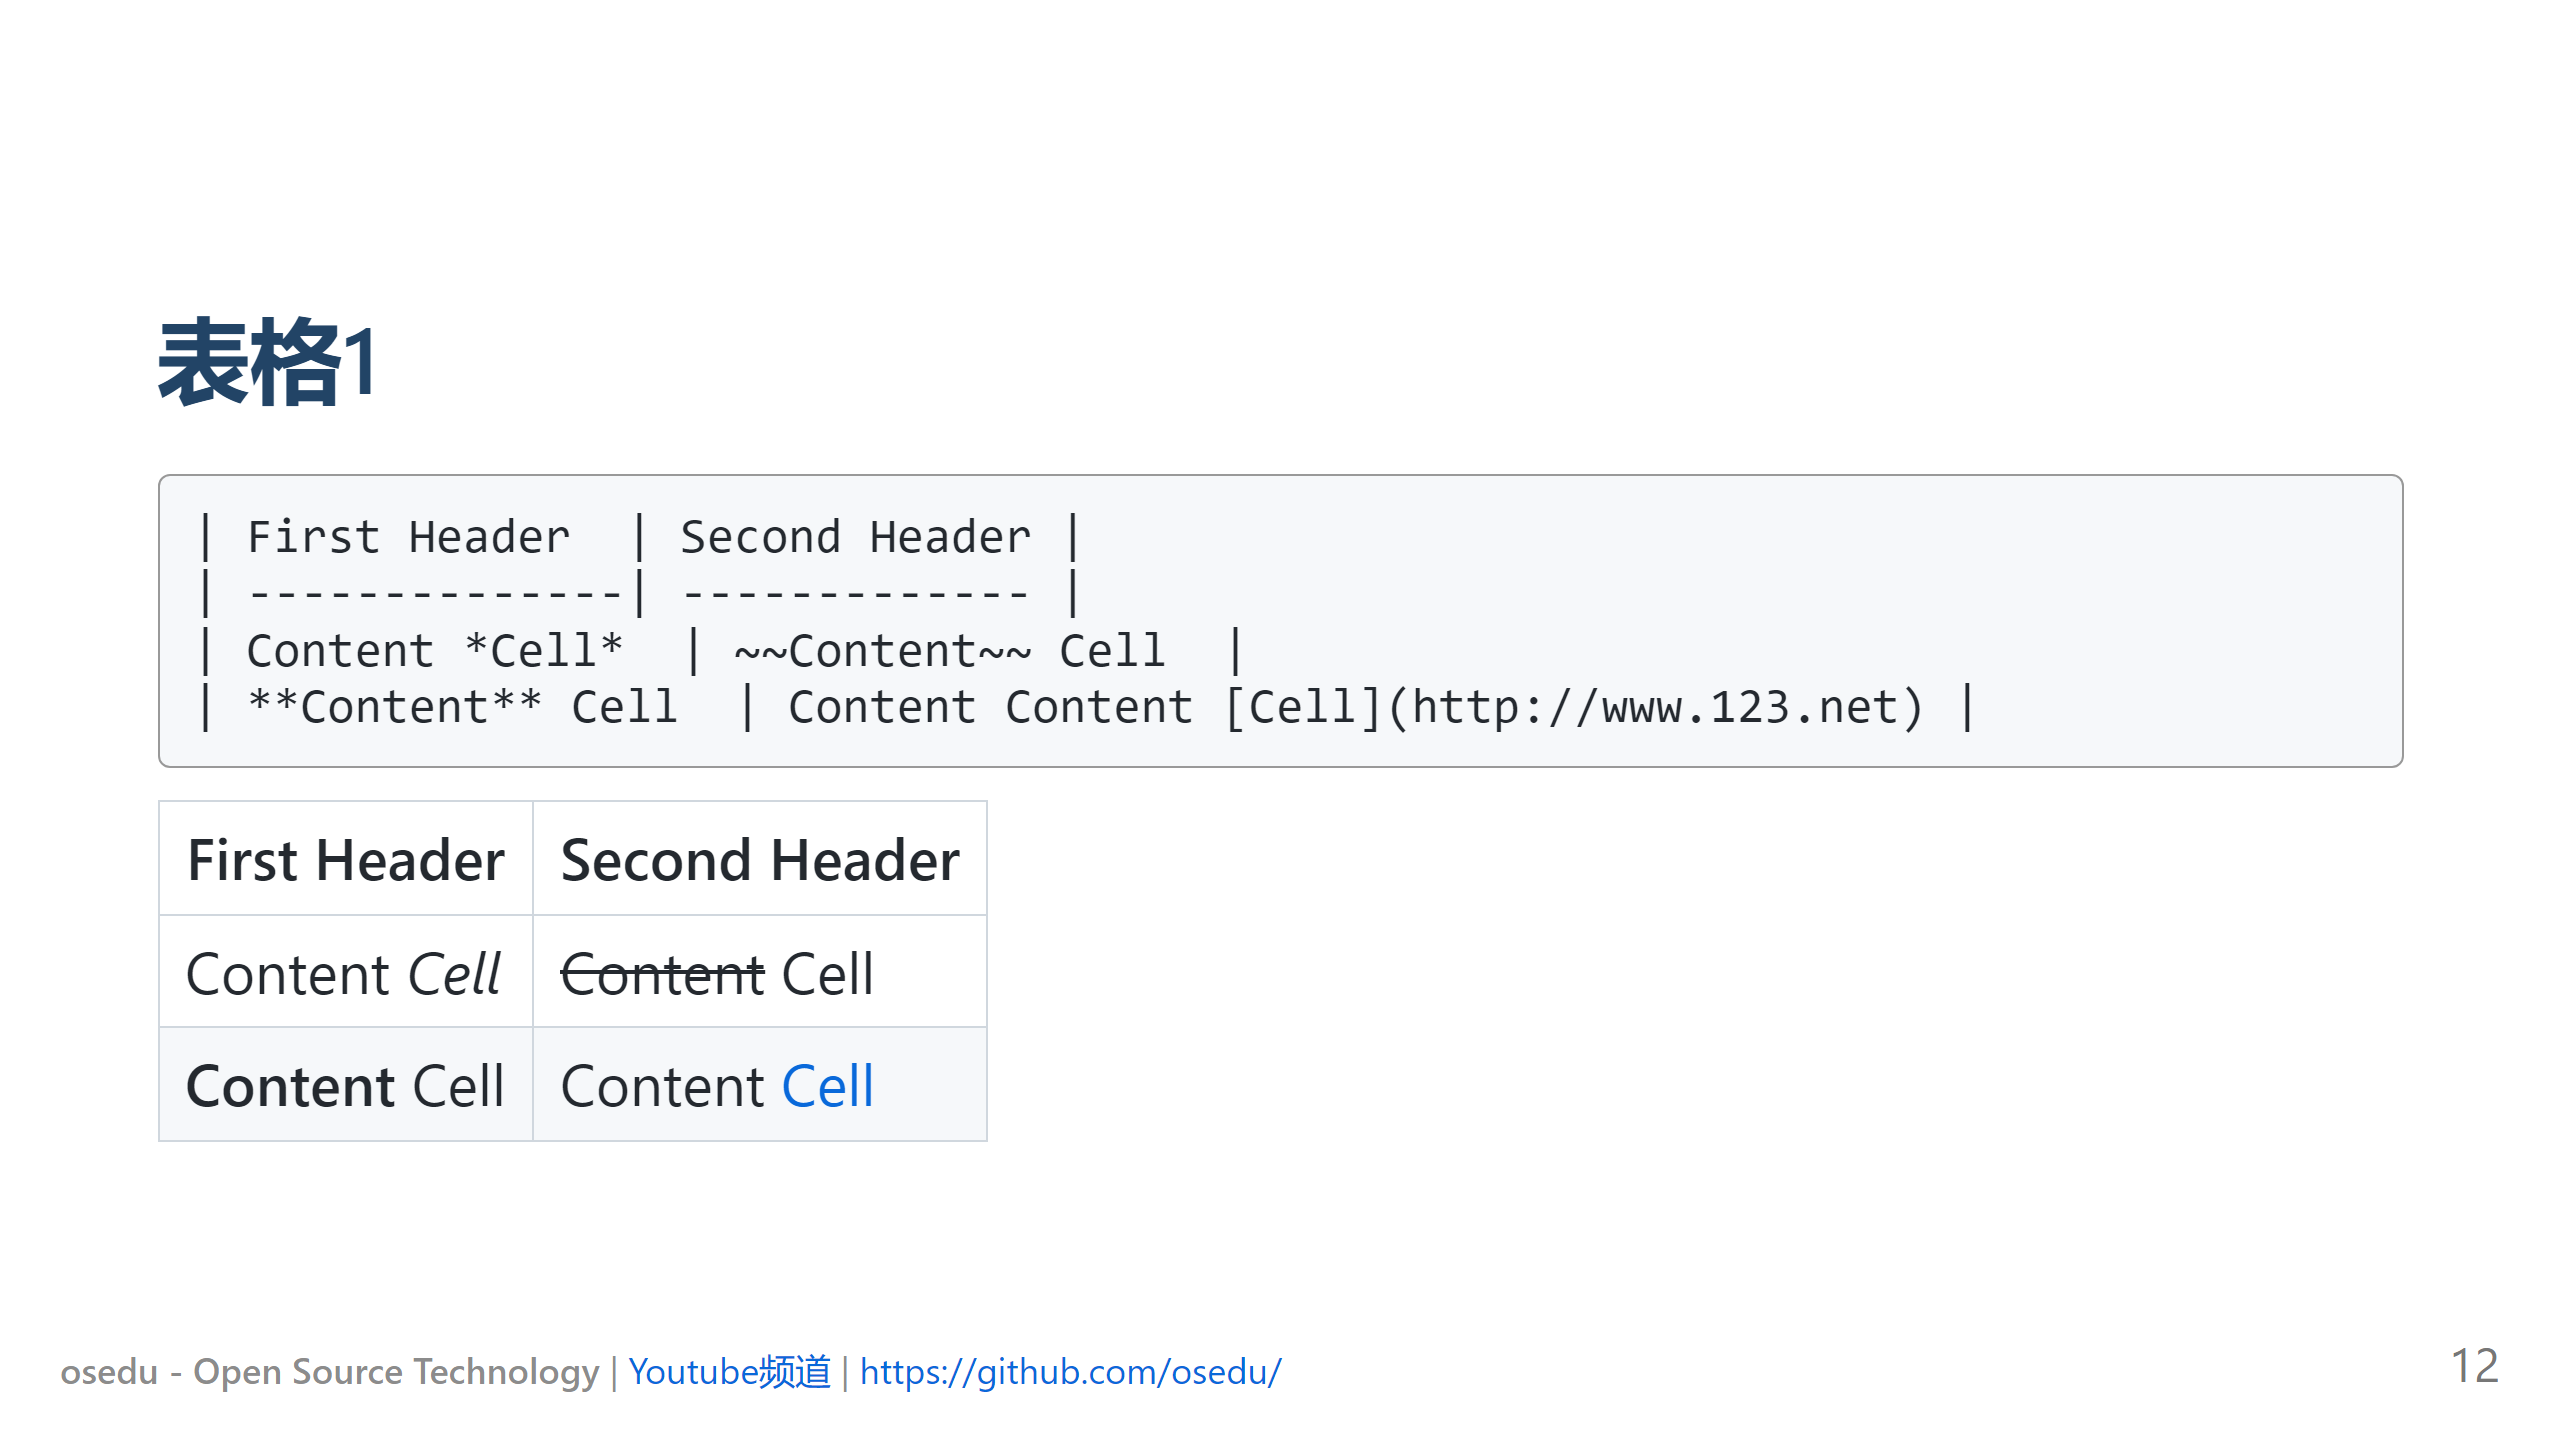 表格1
| First Header  | Second Header |
| --------------| ------------- |
| Content *Cell*  | ~~Content~~ Cell  |
| **Content** Cell  | Content Content [Cell](http://www.123.net) |
First Header Second Header
Content Cell Content Cell
Content Cell Content Cell
osedu - Open Source Technology | Youtube频道 | https://github.com/osedu/ 12